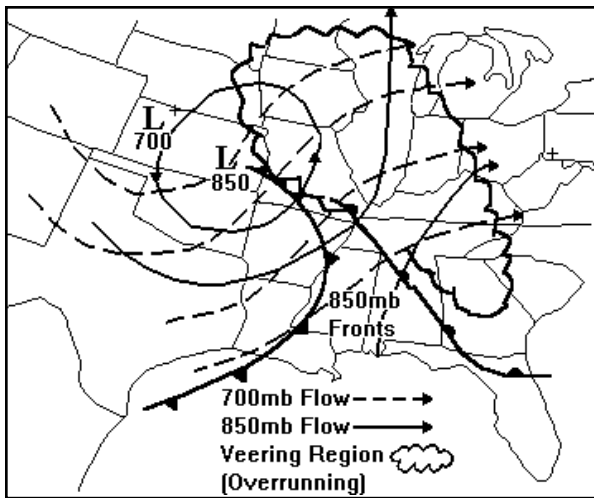 L
700
L
850
850mb
Fronts
700mb Flow
850mb Flow
Veering Region
(Overrunning)